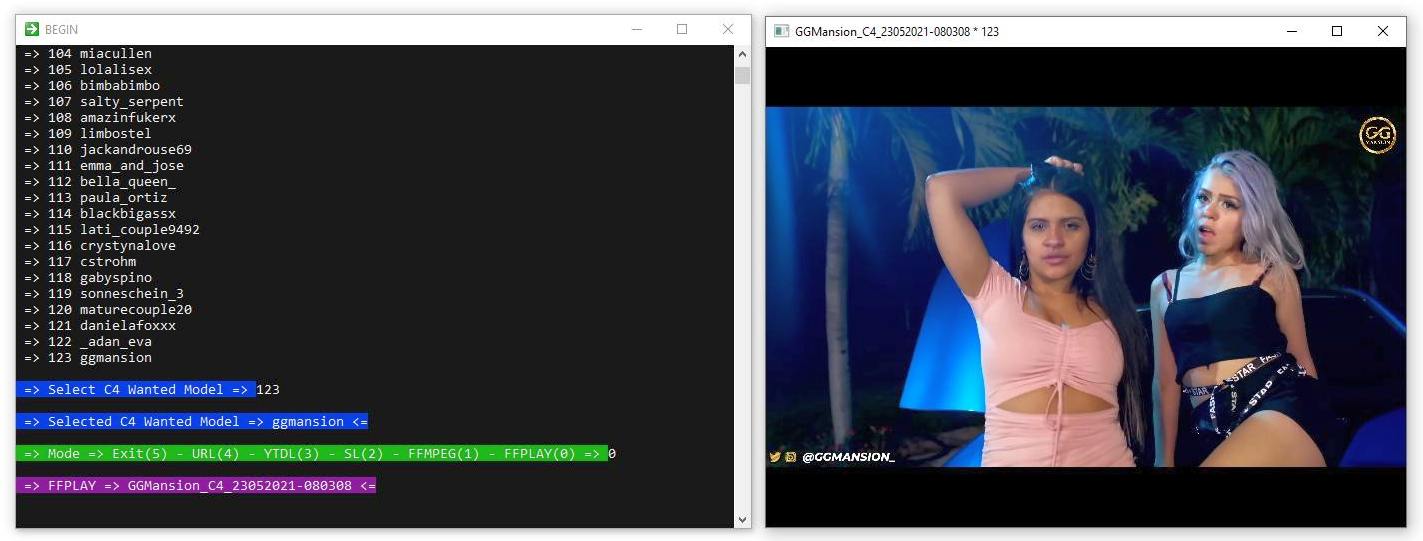 BEGIN
=> 104 miacullen
=> 105 lolalisex
=> 106 bimbabimbo
=> 107 salty_serpent
=> 108 amazinfukerx
=> 109 limbostel
=> 110 jackandrouse69
=> 111 emma_and_jose
=> 112 bella_queen_
=> 113 paula_ortiz
=> 114 blackbigassx
=> 115 lati_couple9492
=> 116 crystynalove
=> 117 cstrohm
=> 118 gabyspino
=> 119 sonneschein_3
=> 120 maturecouple20
=> 121 danielafoxxx
=> 122 _adan_eva
=> 123 ggmansion
=> Select C4 Wanted Model => 123
=> Selected C4 Wanted Model => ggmansion <=
=> Mode => Exit(5) - URL(4) - YTDL(3) - SL(2) - FFMPEG(1) - FFPLAY(0) => 0
=> FFPLAY => GGMansion_C4_23052021-080308 <=
GGMansion_C4_23052021-080308 * 123
GG
MANSION
FASH
STAR
STAR
@GGMANSION_